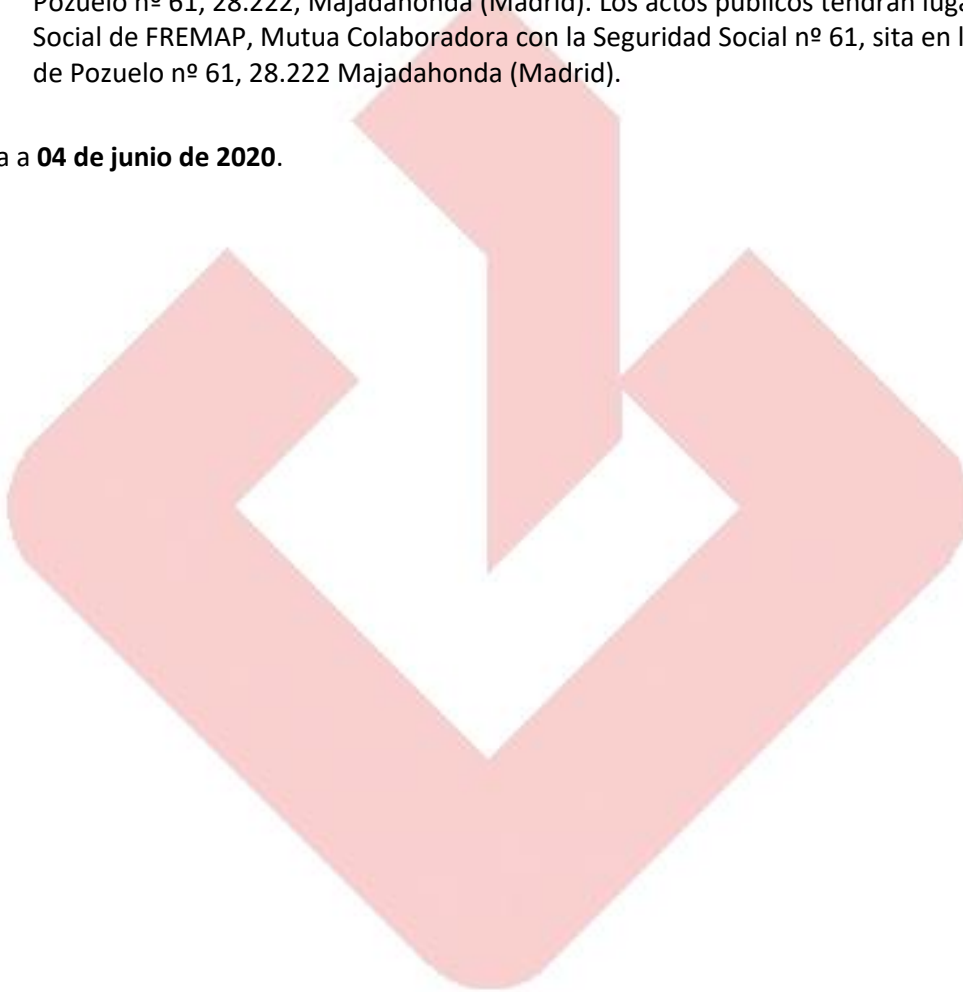 Pozuelo nº 61, 28.222, Majadahonda (Madrid). Los actos públicos tendrán luga
Social de FREMAP, Mutua Colaboradora con la Seguridad Social nº 61, sita en l
de Pozuelo nº 61, 28.222 Majadahonda (Madrid).
a a 04 de junio de 2020.